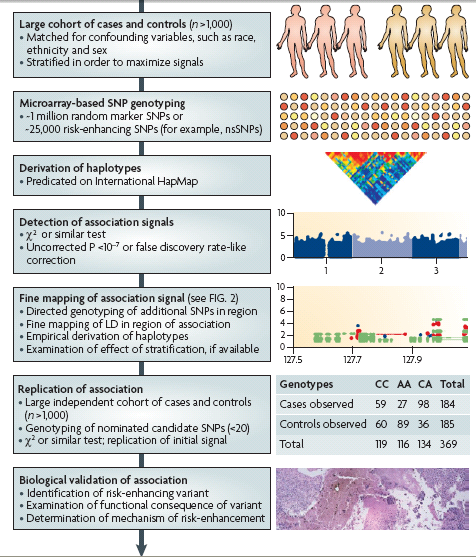 Large cohort of cases and controls (n >1,000)
• Matched for confounding variables, such as race,
ethnicity and sex
• Stratified in order to maximize signals
Microarray-based SNP genotyping
• ~1 million random marker SNPs or
~25,000 risk-enhancing SNPs (for example, nsSNPs)
Derivation of haplotypes
• Predicated on International HapMap
Detection of association signals
• χ² or similar test
• Uncorrected P <10⁻⁷ or false discovery rate-like
correction
10
5
0
1 2 3
Fine mapping of association signal (see FIG. 2)
• Directed genotyping of additional SNPs in region
• Fine mapping of LD in region of association
• Empirical derivation of haplotypes
• Examination of effect of stratification, if available
10
8
6
4
2
0
127.5 127.7 127.9
Replication of association
• Large independent cohort of cases and controls
(n >1,000)
• Genotyping of nominated candidate SNPs (<20)
• χ² or similar test; replication of initial signal
Genotypes CC AA CA Total
Cases observed 59 27 98 184
Controls observed 60 89 36 185
Total 119 116 134 369
Biological validation of association
• Identification of risk-enhancing variant
• Examination of functional consequence of variant
• Determination of mechanism of risk-enhancement